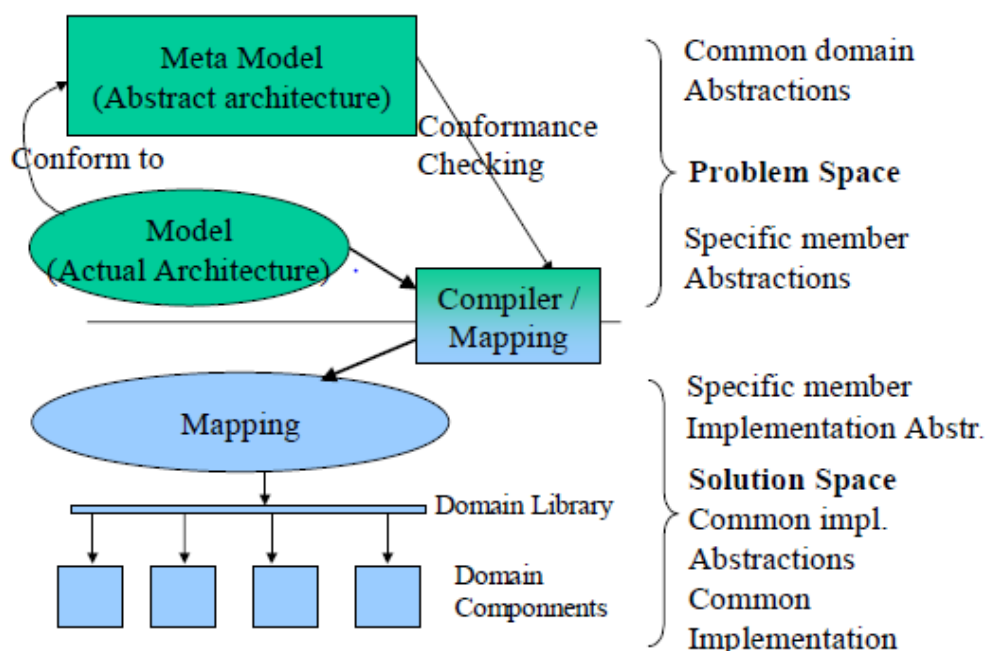 Meta Model
(Abstract architecture)
Common domain
Abstractions
Conformance
Checking
Conform to
Problem Space
Model
(Actual Architecture)
Specific member
Abstractions
Compiler /
Mapping
Mapping
Specific member
Implementation Abstr.
Solution Space
Domain Library
Common impl.
Abstractions
Domain
Componnents
Common
Implementation